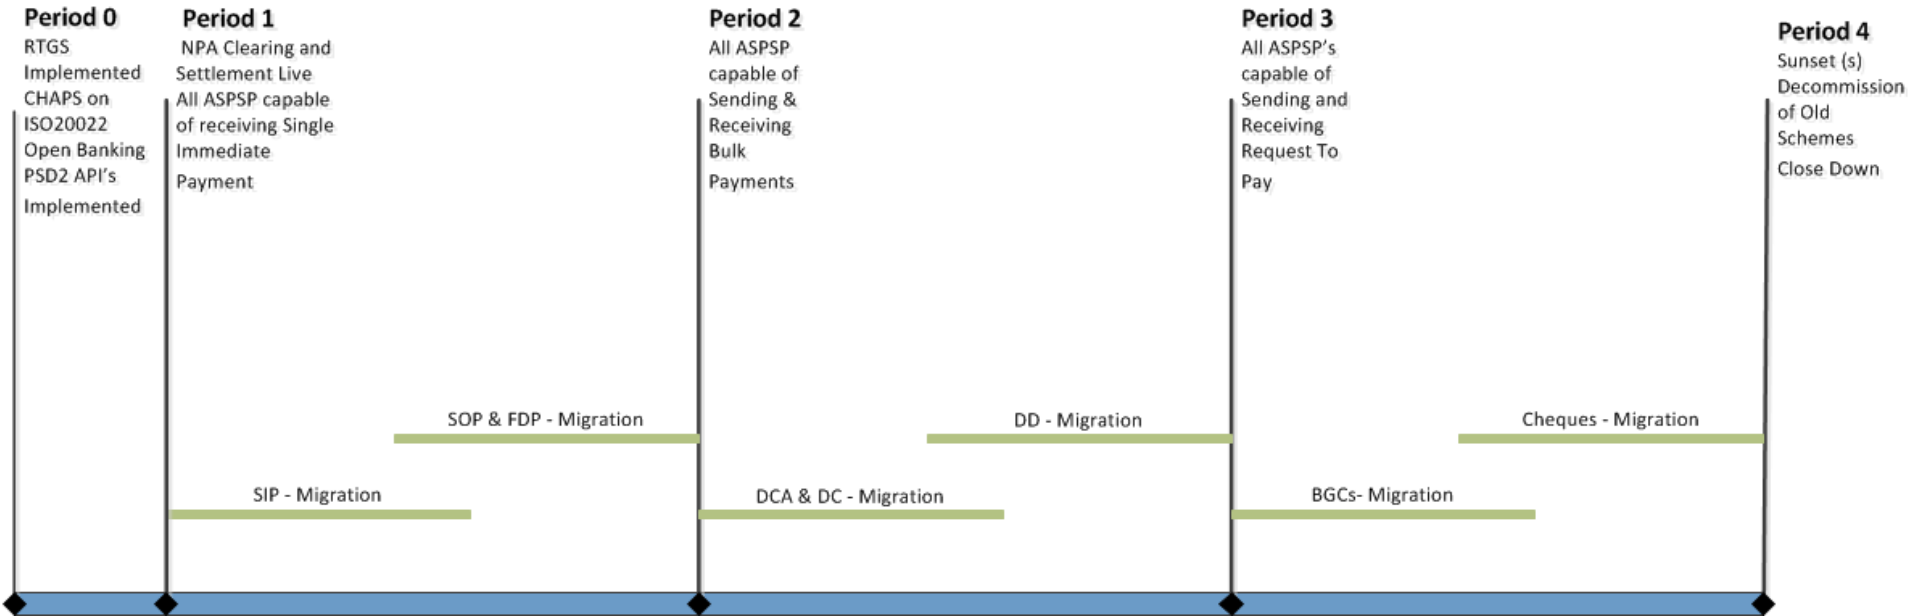 Period 0
RTGS
Implemented
CHAPS on
ISO20022
Open Banking
PSD2 API's
Implemented
Period 1
NPA Clearing and
Settlement Live
All ASPSP capable
of receiving Single
Immediate
Payment
Period 2
All ASPSP
capable of
Sending &
Receiving
Bulk
Payments
Period 3
All ASPSP's
capable of
Sending and
Receiving
Request To
Pay
Period 4
Sunset (s)
Decommission
of Old
Schemes
Close Down
SOP & FDP - Migration
DD - Migration
Cheques - Migration
SIP - Migration
DCA & DC - Migration
BGCs- Migration